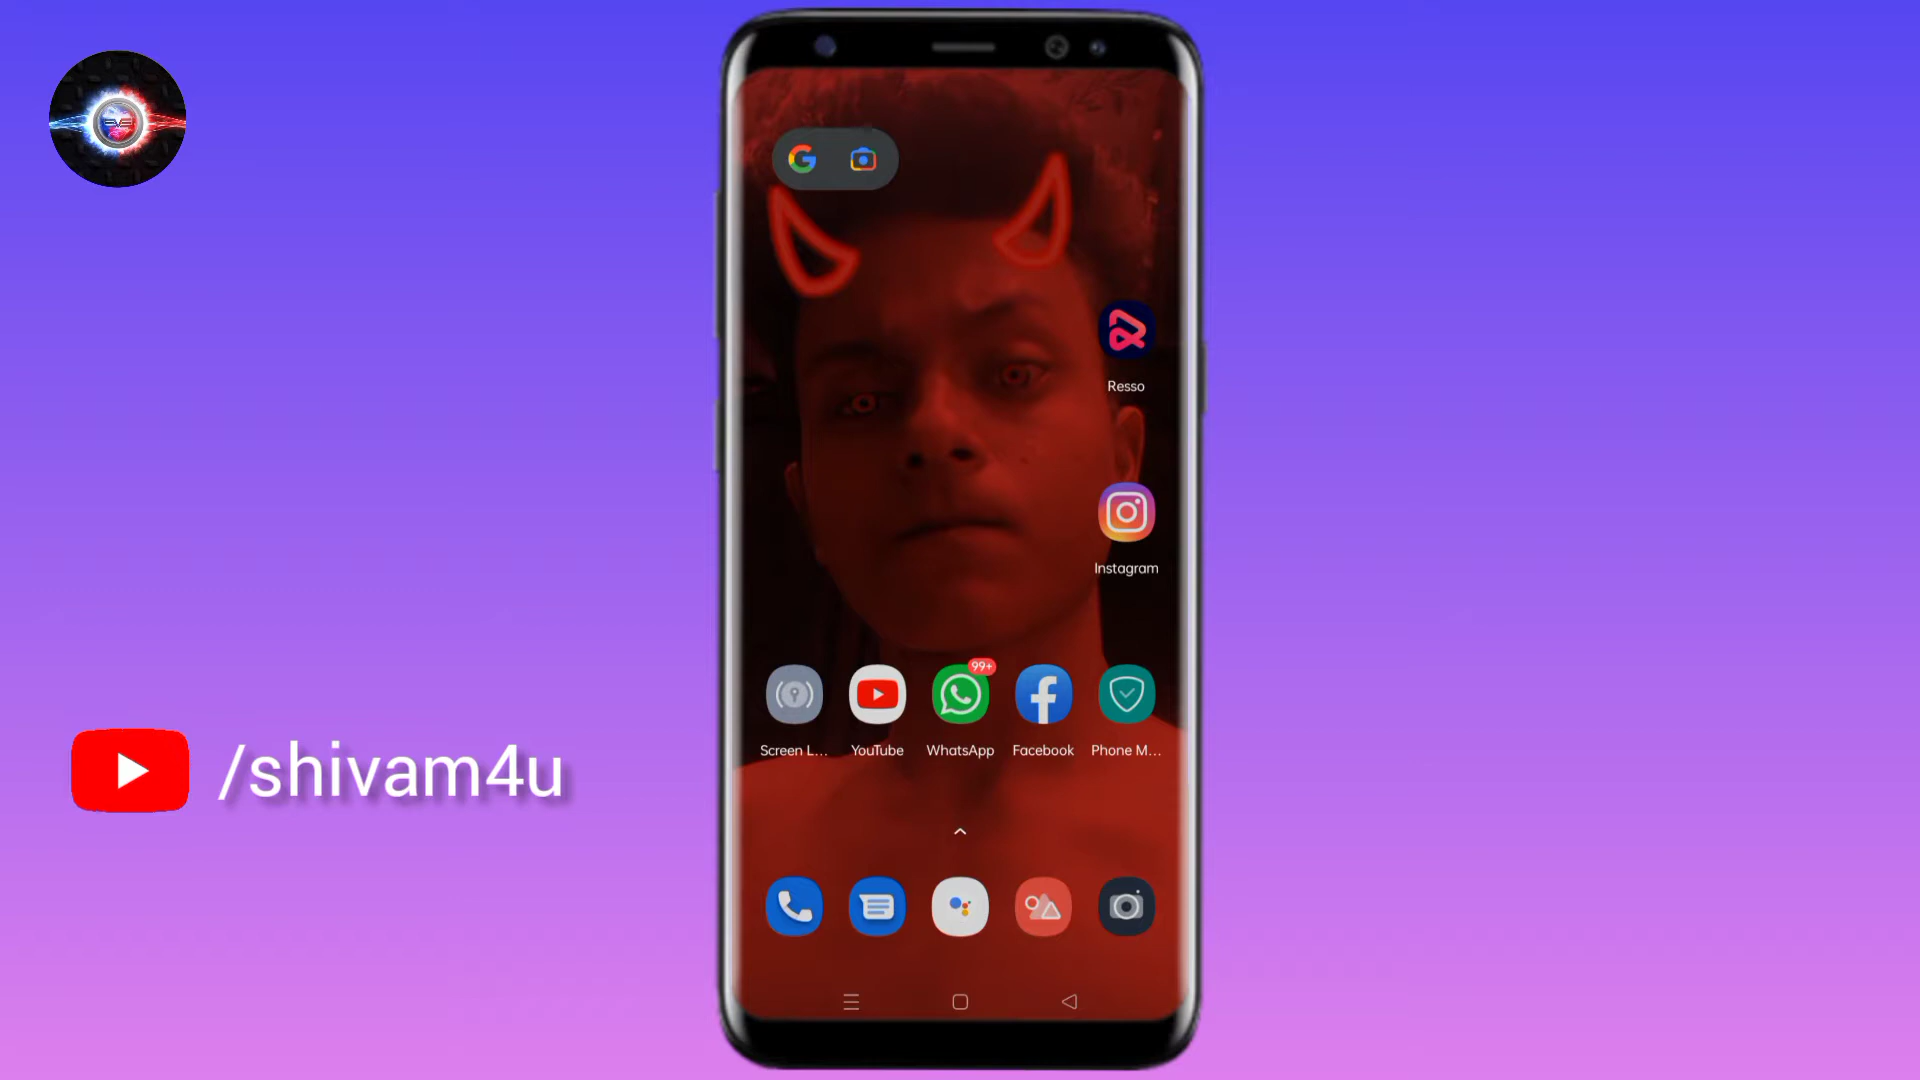 Resso
Instagram
99+
Screen L...
YouTube
WhatsApp
Facebook
Phone M...
/shivam4u